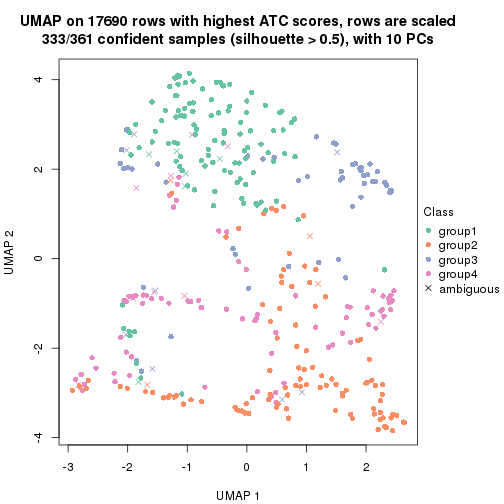 UMAP on 17690 rows with highest ATC scores, rows are scaled
333/361 confident samples (silhouette > 0.5), with 10 PCs
4
2
0
-2
-4
UMAP 2
-3
-2
-1
0
1
2
UMAP 1
Class
group1
group2
group3
group4
ambiguous